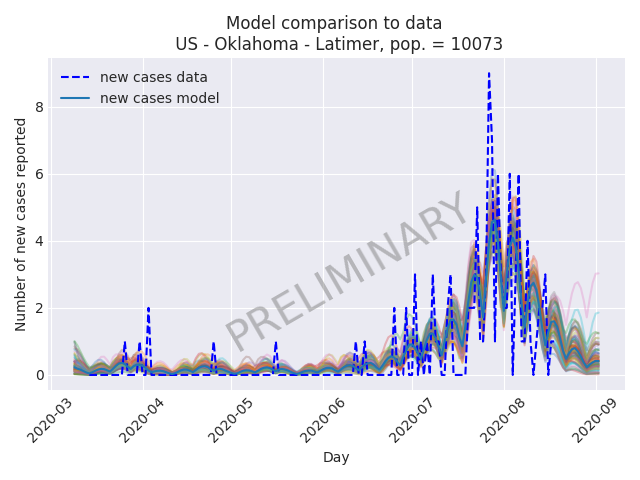 Model comparison to data
US - Oklahoma - Latimer, pop. = 10073
new cases data
new cases model
PRELIMINARY
Number of new cases reported
8
6
4
2
0
2020-03
2020-04
2020-05
2020-06
2020-07
2020-08
2020-09
Day